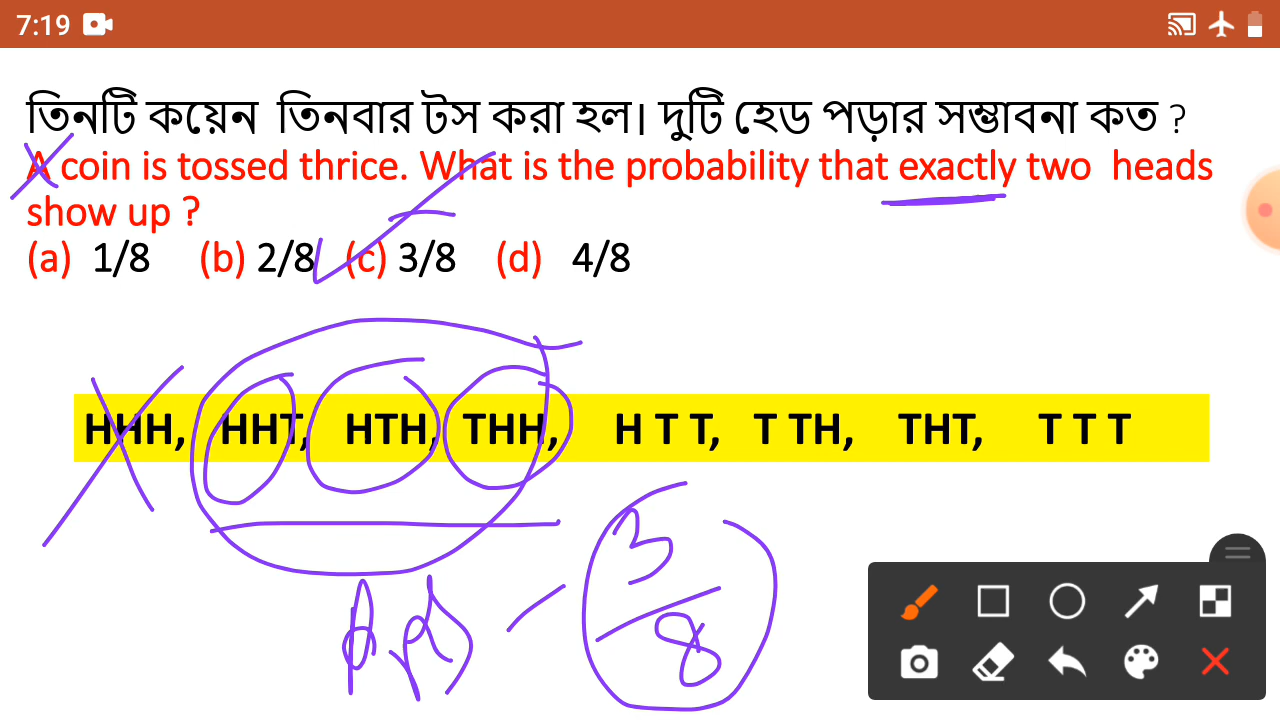 7:19
তিনটি কয়েন তিনবার টস করা হল। দুটি হেড পড়ার সম্ভাবনা কত ?
A coin is tossed thrice. What is the probability that exactly two heads
show up ?
(a) 1/8 (b) 2/8 (c) 3/8 (d) 4/8
HHH, HHT, HTH, THH, H T T, T TH, THT, T T T
3
8